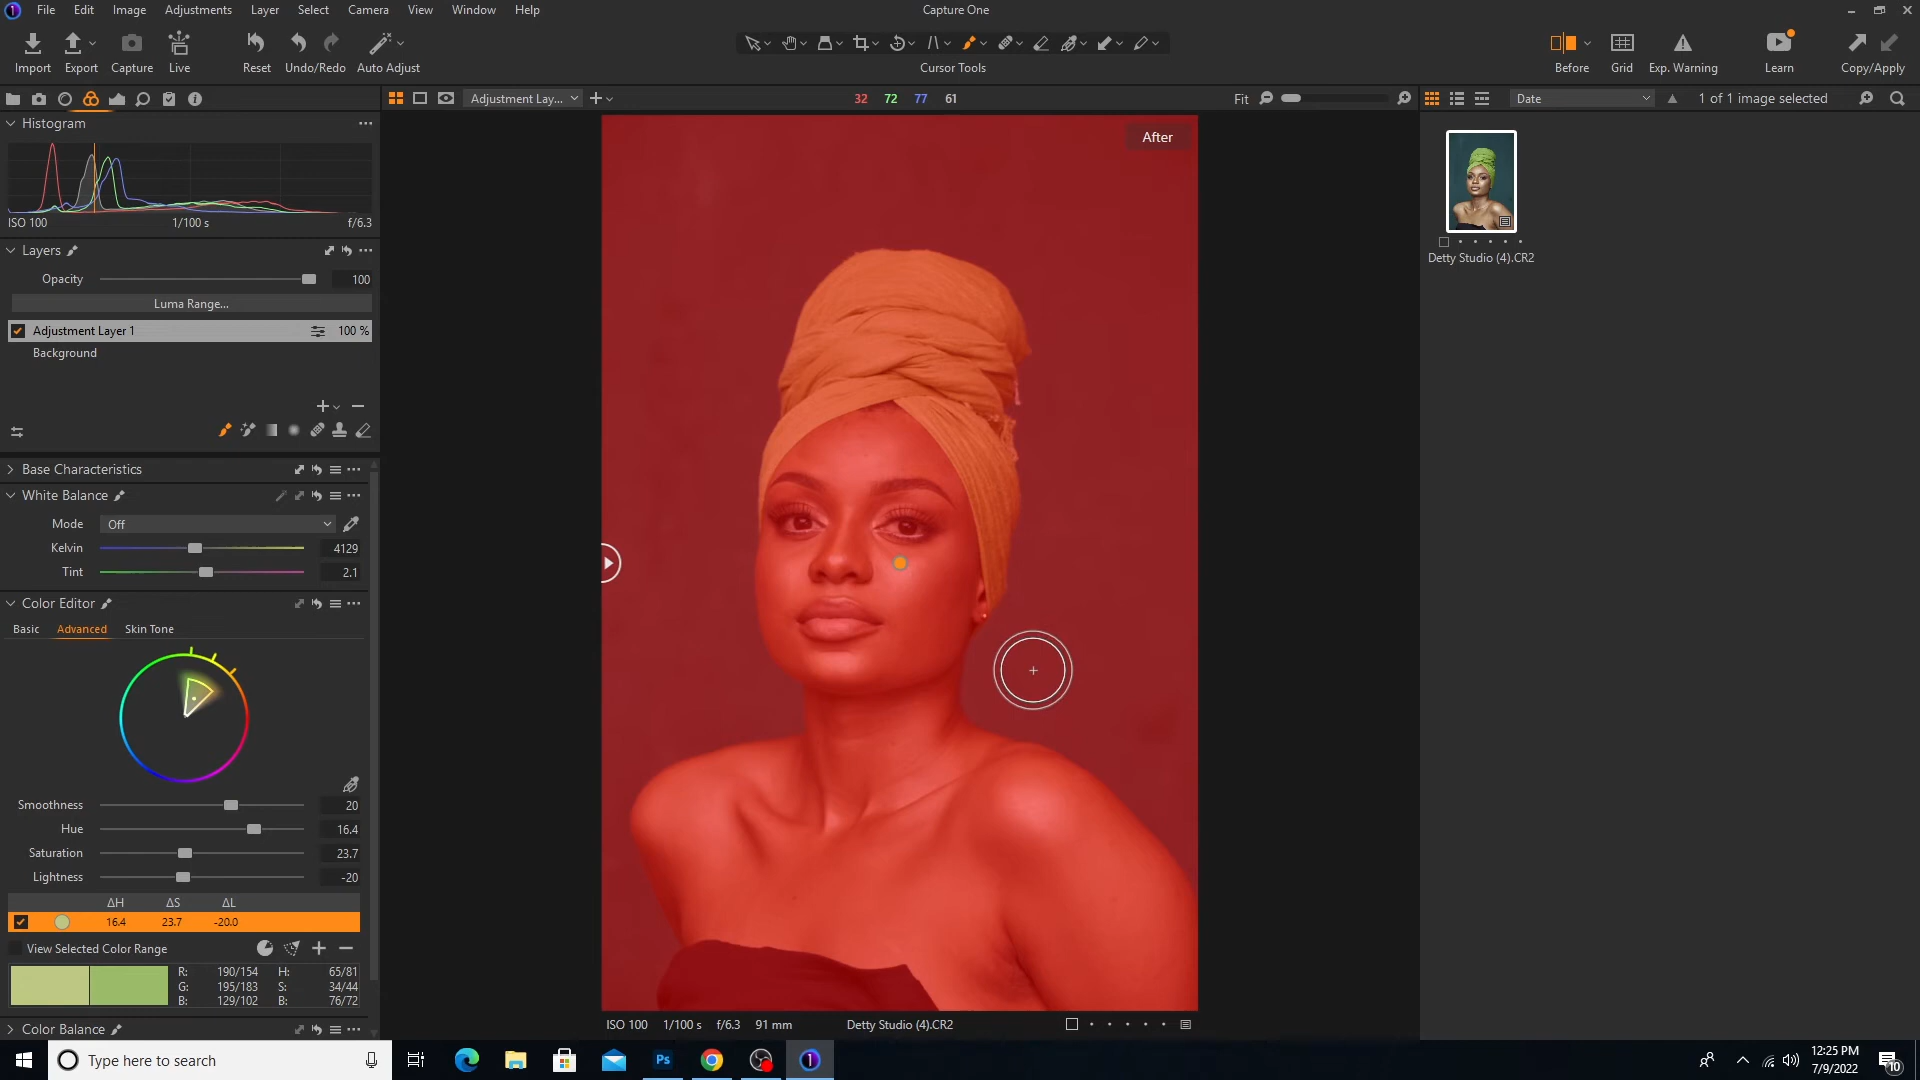 File Edit Image Adjustments Layer Select Camera View Window Help
Capture One
Import Export Capture Live Reset Undo/Redo Auto Adjust
Cursor Tools
Before Grid Exp. Warning Learn Copy/Apply
Adjustment Lay...
32 72 77 61
Fit
Date
1 of 1 image selected
Histogram
ISO 100 1/100 s f/6.3
Layers
Opacity 100
Luma Range...
Adjustment Layer 1 100 %
Background
Base Characteristics
White Balance
Mode Off
Kelvin 4129
Tint 2.1
Color Editor
Basic Advanced Skin Tone
Smoothness 20
Hue 16.4
Saturation 23.7
Lightness -20
ΔH ΔS ΔL
16.4 23.7 -20.0
View Selected Color Range
R: 190/154 H: 65/81
G: 195/183 S: 34/44
B: 129/102 B: 76/72
Color Balance
After
ISO 100 1/100 s f/6.3 91 mm Detty Studio (4).CR2
Detty Studio (4).CR2
Type here to search
Ps
1
12:25 PM
7/9/2022
10